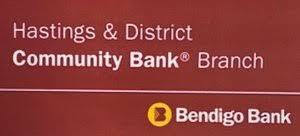 Hastings & District
Community Bank® Branch
Bendigo Bank